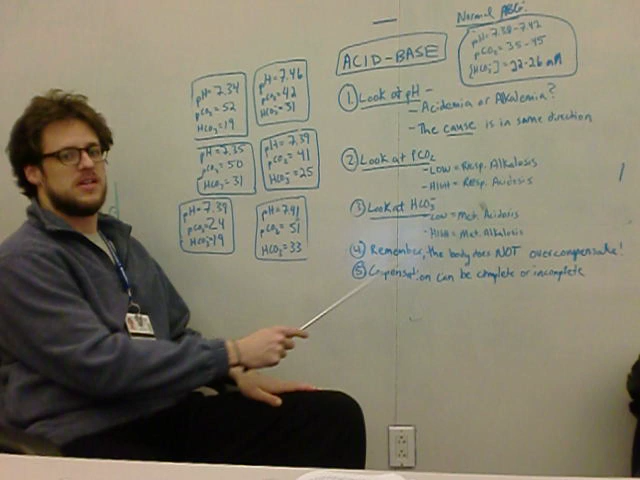 Normal ABG:
pH = 7.38-7.42
pCO2 = 35-45
[HCO3-] = 22-26 mM
ACID-BASE
① Look at pH -
- Acidemia or Alkalemia?
- The cause is in same direction
② Look at PCO2
- LOW = Resp. Alkalosis
- HIGH = Resp. Acidosis
③ Look at HCO3-
- LOW = Met. Acidosis
- HIGH = Met. Alkalosis
④ Remember, the body does NOT overcompensate!
⑤ Compensation can be complete or incomplete
pH = 7.34
pCO2 = 52
HCO3 = 19
pH = 7.46
pCO2 = 42
HCO3 = 31
pH = 7.35
pCO2 = 50
HCO3 = 31
pH = 7.39
pCO2 = 41
HCO3- = 25
pH = 7.39
pCO2 = 24
HCO3 = 19
pH = 7.41
pCO2 = 51
HCO3 = 33